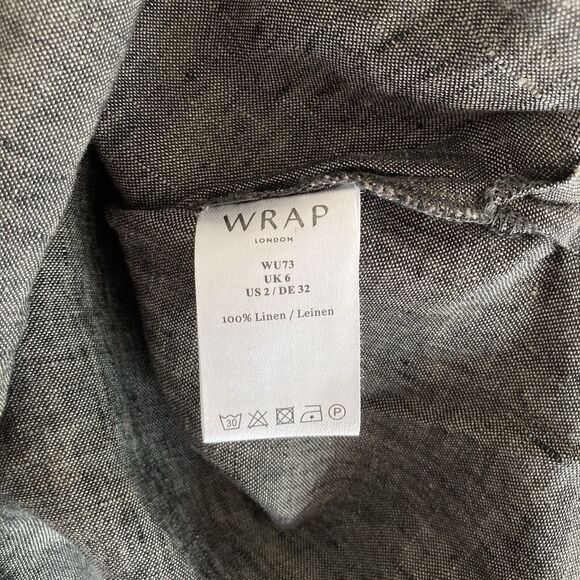 WRAP
LONDON
WU73
UK 6
US 2 / DE 32
100% Linen / Leinen
30 P